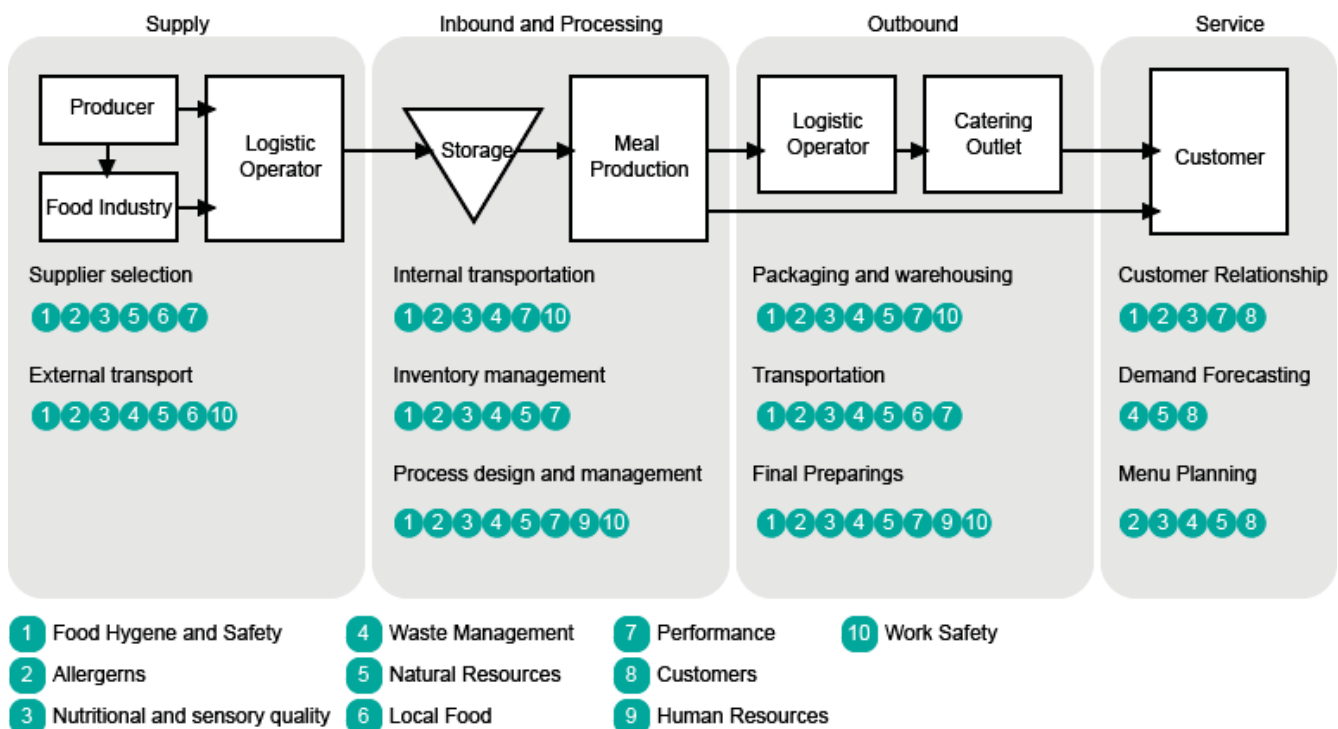 Supply
Inbound and Processing
Outbound
Service
Producer
Food Industry
Logistic
Operator
Storage
Meal
Production
Logistic
Operator
Catering
Outlet
Customer
Supplier selection
1 2 3 5 6 7
External transport
1 2 3 4 5 6 10
Internal transportation
1 2 3 4 7 10
Inventory management
1 2 3 4 5 7
Process design and management
1 2 3 4 5 7 9 10
Packaging and warehousing
1 2 3 4 5 7 10
Transportation
1 2 3 4 5 6 7
Final Preparings
1 2 3 4 5 7 9 10
Customer Relationship
1 2 3 7 8
Demand Forecasting
4 5 8
Menu Planning
2 3 4 5 8
1 Food Hygene and Safety
2 Allergerns
3 Nutritional and sensory quality
4 Waste Management
5 Natural Resources
6 Local Food
7 Performance
8 Customers
9 Human Resources
10 Work Safety